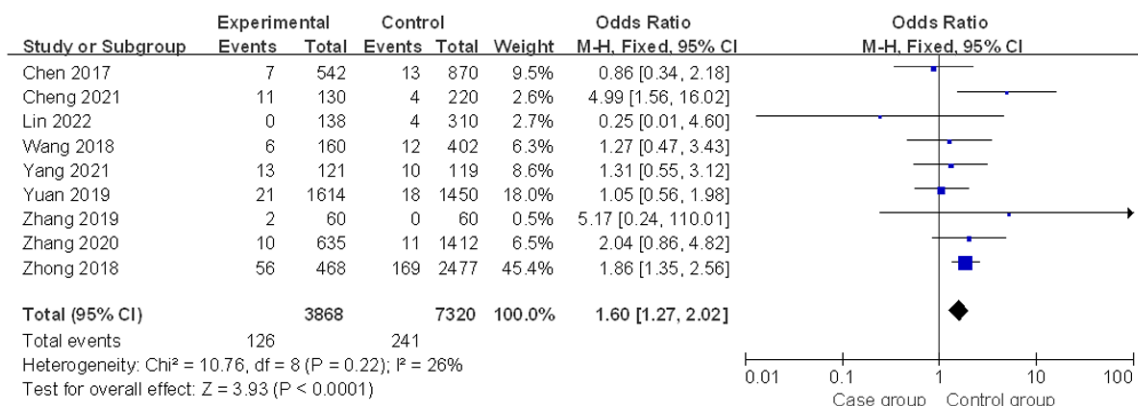 Experimental Control Odds Ratio Odds Ratio
Study or Subgroup Events Total Events Total Weight M-H, Fixed, 95% CI M-H, Fixed, 95% CI
Chen 2017 7 542 13 870 9.5% 0.86 [0.34, 2.18]
Cheng 2021 11 130 4 220 2.6% 4.99 [1.56, 16.02]
Lin 2022 0 138 4 310 2.7% 0.25 [0.01, 4.60]
Wang 2018 6 160 12 402 6.3% 1.27 [0.47, 3.43]
Yang 2021 13 121 10 119 8.6% 1.31 [0.55, 3.12]
Yuan 2019 21 1614 18 1450 18.0% 1.05 [0.56, 1.98]
Zhang 2019 2 60 0 60 0.5% 5.17 [0.24, 110.01]
Zhang 2020 10 635 11 1412 6.5% 2.04 [0.86, 4.82]
Zhong 2018 56 468 169 2477 45.4% 1.86 [1.35, 2.56]
Total (95% CI) 3868 7320 100.0% 1.60 [1.27, 2.02]
Total events 126 241
Heterogeneity: Chi² = 10.76, df = 8 (P = 0.22); I² = 26%
Test for overall effect: Z = 3.93 (P < 0.0001)
0.01 0.1 1 10 100
Case group Control group